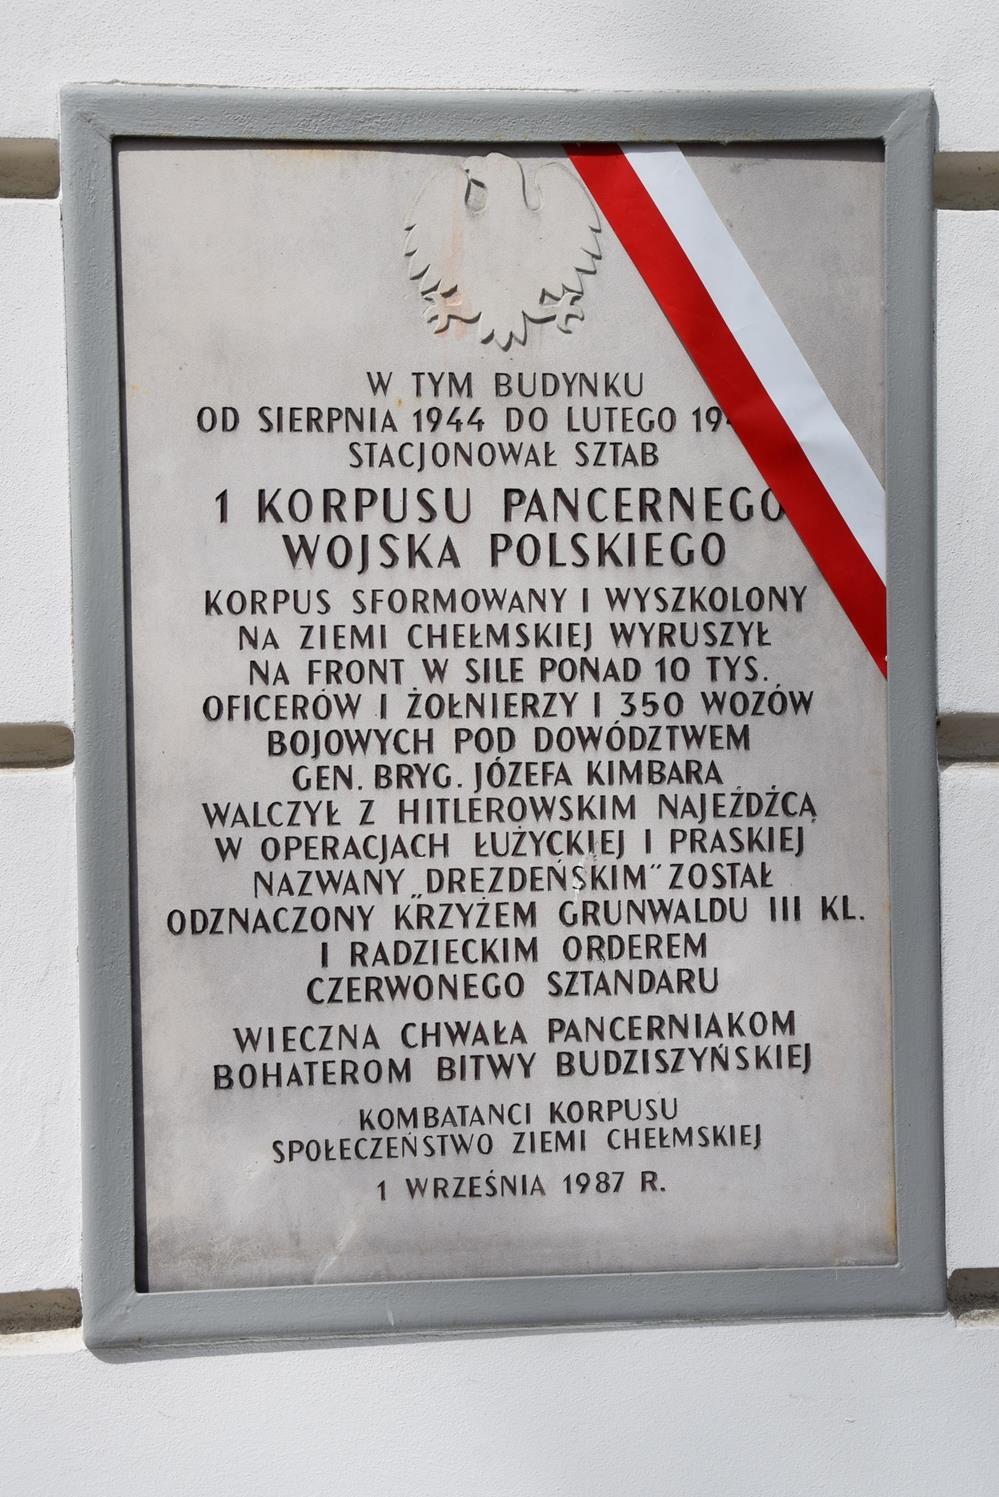 W TYM BUDYNKU
OD SIERPNIA 1944 DO LUTEGO
STACJONOWAŁ SZTAB
1 KORPUSU PANCERNEGO
WOJSKA POLSKIEGO
KORPUS SFORMOWANY I WYSZKOLONY
NA ZIEMI CHEŁMSKIEJ WYRUSZYŁ
NA FRONT W SILE PONAD 10 TYS.
OFICERÓW I ŻOŁNIERZY I 350 WOZÓW
BOJOWYCH POD DOWÓDZTWEM
GEN. BRYG. JÓZEFA KIMBARA
WALCZYŁ Z HITLEROWSKIM NAJEŹDŹCĄ
W OPERACJACH ŁUŻYCKIEJ I PRASKIEJ
NAZWANY „DREZDEŃSKIM" ZOSTAŁ
ODZNACZONY KRZYŻEM GRUNWALDU III KL.
I RADZIECKIM ORDEREM
CZERWONEGO SZTANDARU
WIECZNA CHWAŁA PANCERNIAKOM
BOHATEROM BITWY BUDZISZYŃSKIEJ
KOMBATANCI KORPUSU
SPOŁECZEŃSTWO ZIEMI CHEŁMSKIEJ
1 WRZEŚNIA 1987 R.